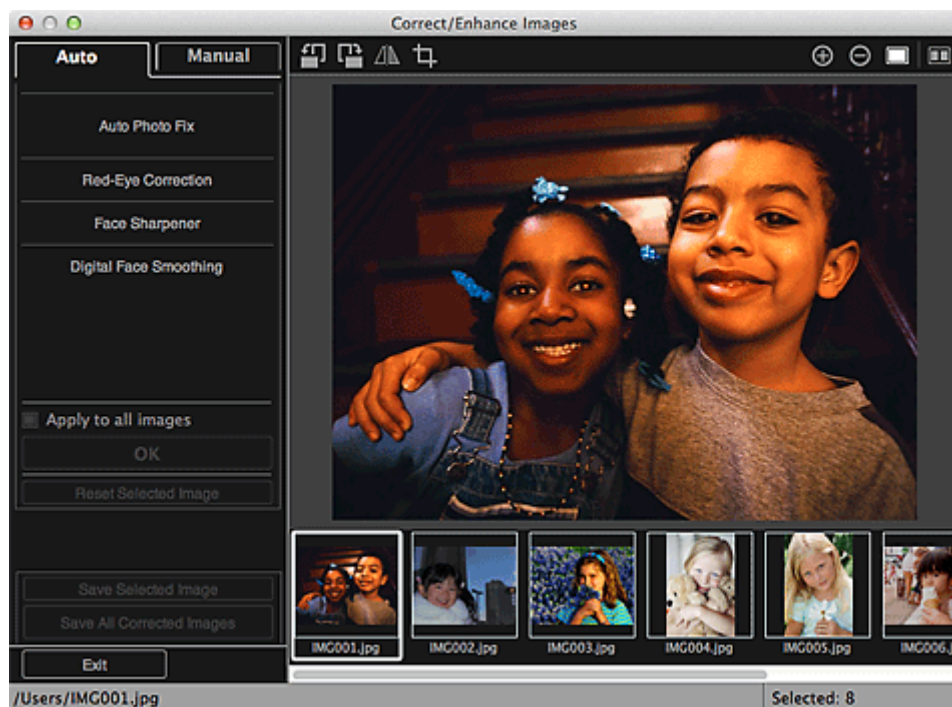 Correct/Enhance Images
Auto
Manual
Auto Photo Fix
Red-Eye Correction
Face Sharpener
Digital Face Smoothing
Apply to all images
OK
Reset Selected Image
Save Selected Image
Save All Corrected Images
Exit
IMG001.jpg
IMG002.jpg
IMG003.jpg
IMG004.jpg
IMG005.jpg
IMG006.j
/Users/IMG001.jpg
Selected: 8